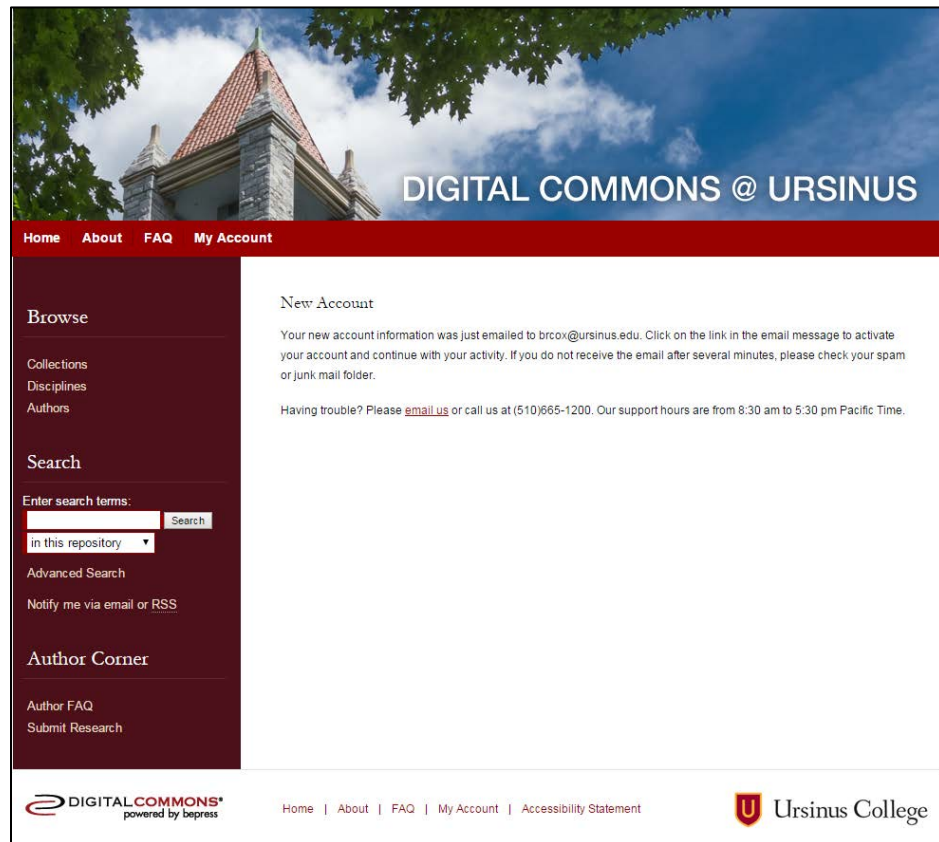 DIGITAL COMMONS @ URSINUS
Home About FAQ My Account
Browse
Collections
Disciplines
Authors
Search
Enter search terms:
Search
in this repository
Advanced Search
Notify me via email or RSS
Author Corner
Author FAQ
Submit Research
New Account
Your new account information was just emailed to brcox@ursinus.edu. Click on the link in the email message to activate
your account and continue with your activity. If you do not receive the email after several minutes, please check your spam
or junk mail folder.
Having trouble? Please email us or call us at (510)665-1200. Our support hours are from 8:30 am to 5:30 pm Pacific Time.
DIGITALCOMMONS®
powered by bepress
Home | About | FAQ | My Account | Accessibility Statement
U Ursinus College